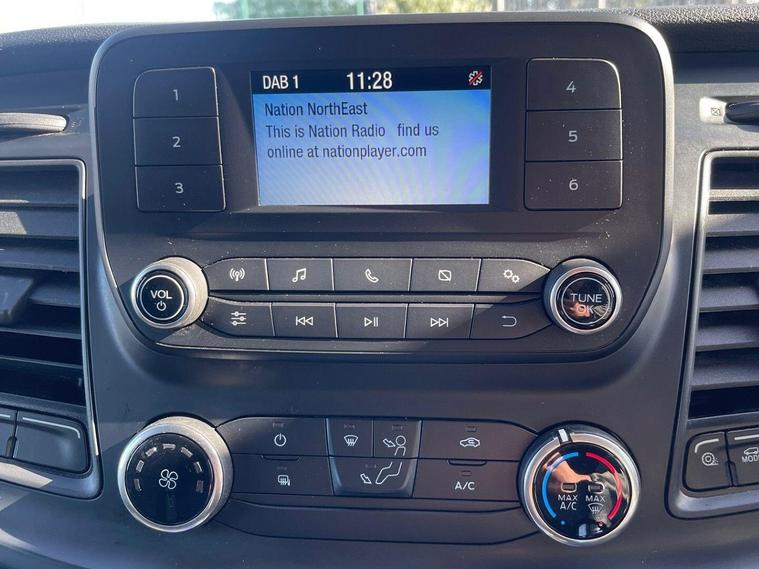 DAB 1 11:28
Nation NorthEast
This is Nation Radio find us
online at nationplayer.com
1
2
3
4
5
6
VOL
TUNE
OK
A/C
MAX A/C
MAX
MODE